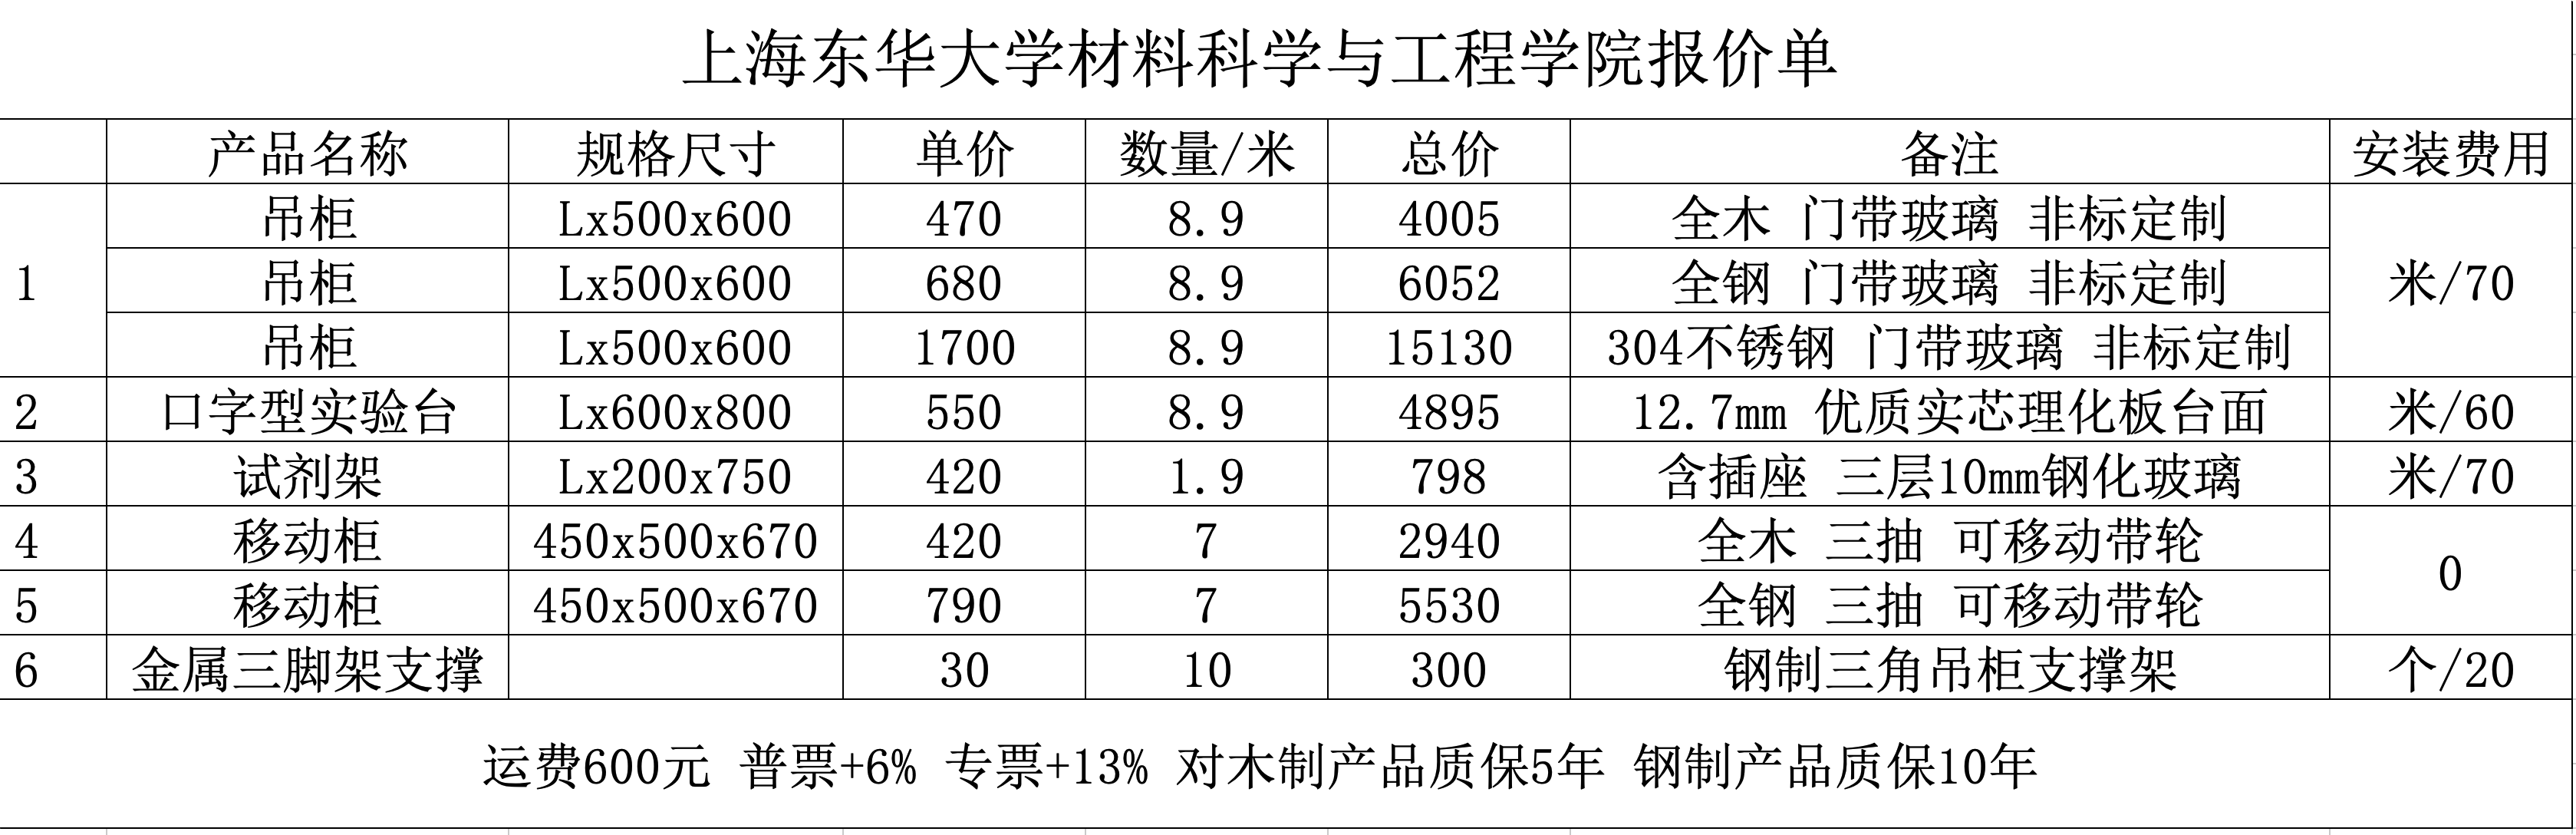 上海东华大学材料科学与工程学院报价单
产品名称 规格尺寸 单价 数量/米 总价 备注 安装费用
1 吊柜 Lx500x600 470 8.9 4005 全木 门带玻璃 非标定制 米/70
吊柜 Lx500x600 680 8.9 6052 全钢 门带玻璃 非标定制
吊柜 Lx500x600 1700 8.9 15130 304不锈钢 门带玻璃 非标定制
2 口字型实验台 Lx600x800 550 8.9 4895 12.7mm 优质实芯理化板台面 米/60
3 试剂架 Lx200x750 420 1.9 798 含插座 三层10mm钢化玻璃 米/70
4 移动柜 450x500x670 420 7 2940 全木 三抽 可移动带轮 0
5 移动柜 450x500x670 790 7 5530 全钢 三抽 可移动带轮
6 金属三脚架支撑 30 10 300 钢制三角吊柜支撑架 个/20
运费600元 普票+6% 专票+13% 对木制产品质保5年 钢制产品质保10年